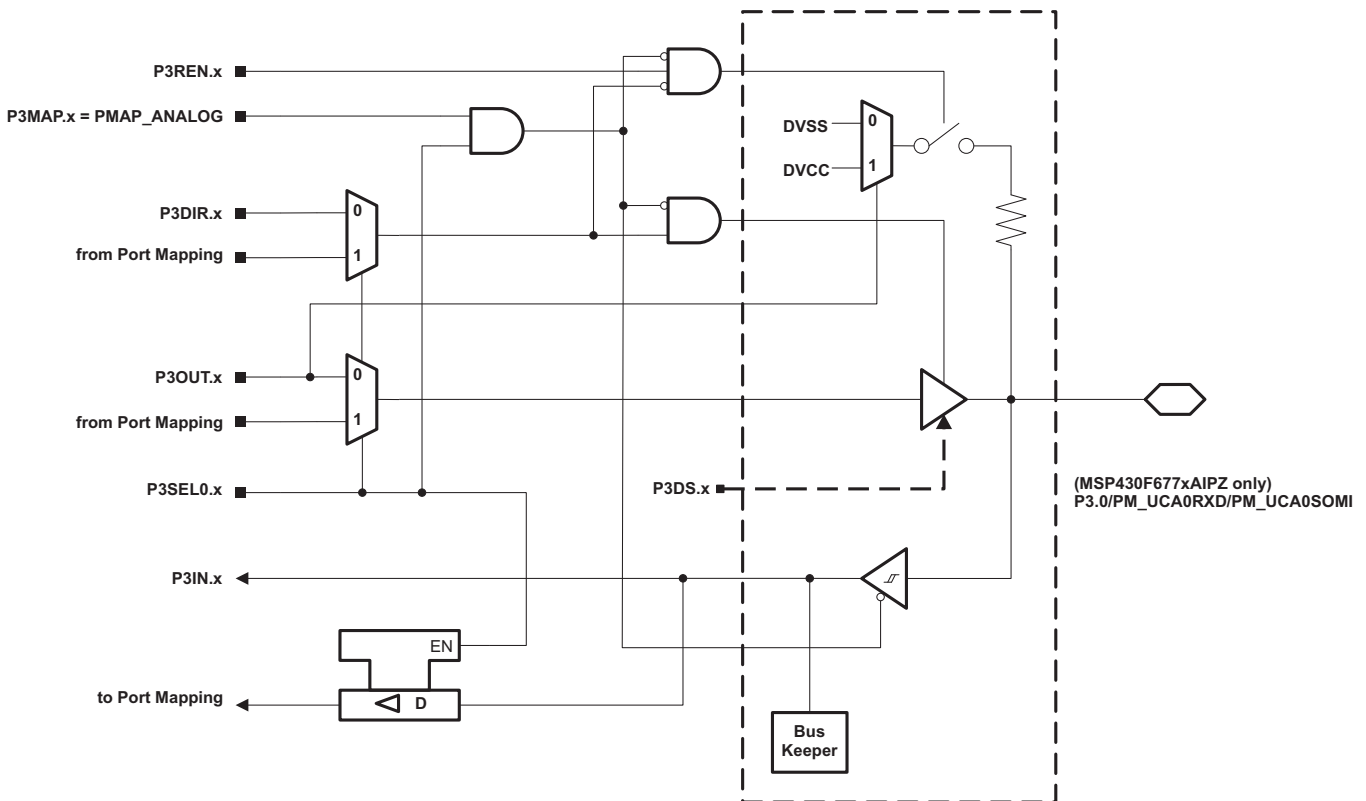 P3REN.x
P3MAP.x = PMAP_ANALOG
DVSS
0
DVCC
1
P3DIR.x
0
from Port Mapping
1
P3OUT.x
0
from Port Mapping
1
P3SEL0.x
P3DS.x
(MSP430F677xAIPZ only)
P3.0/PM_UCA0RXD/PM_UCA0SOMI
P3IN.x
EN
to Port Mapping
D
Bus
Keeper